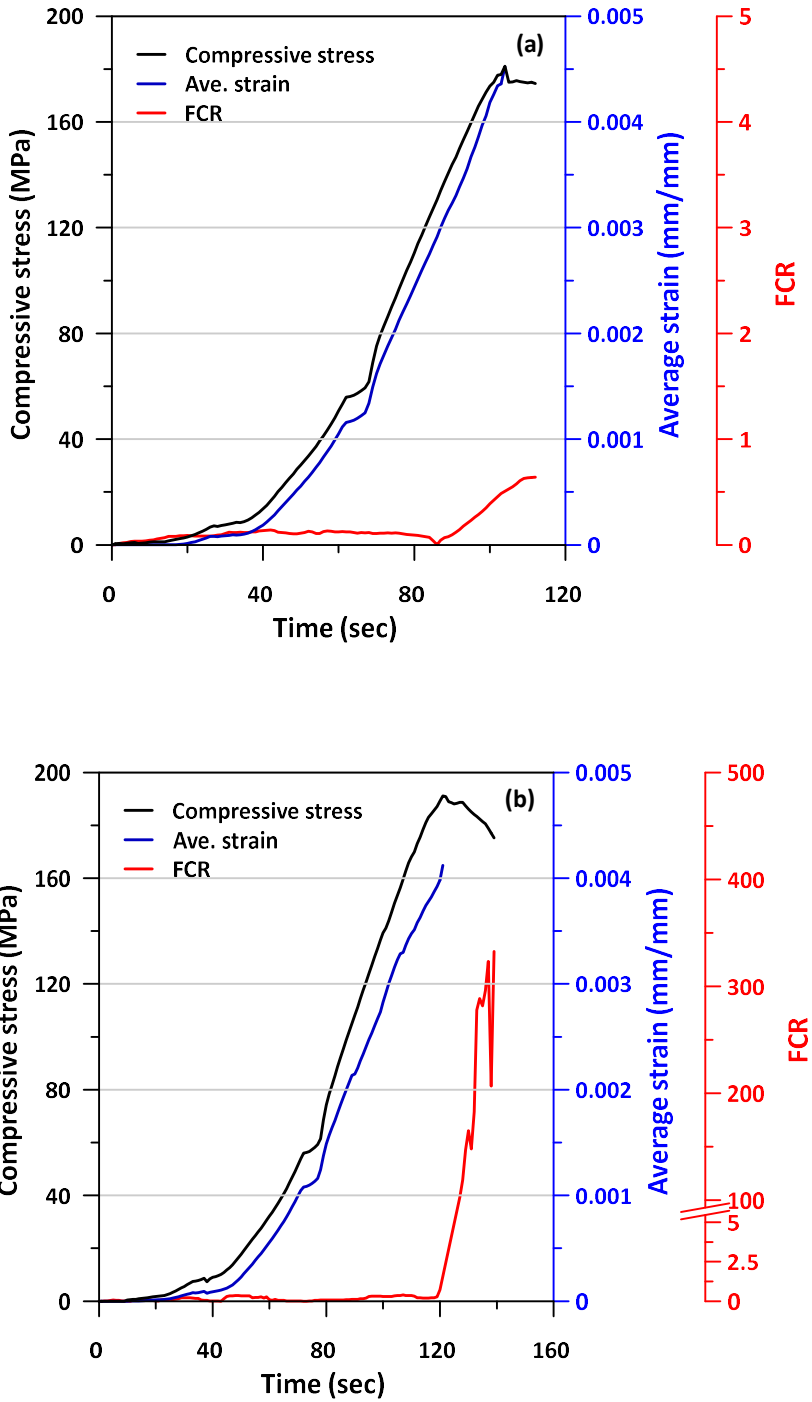 (a)
Compressive stress
Ave. strain
FCR
200
160
120
80
40
0
Compressive stress (MPa)
0.005
0.004
0.003
0.002
0.001
0
Average strain (mm/mm)
5
4
3
2
1
0
FCR
0
40
80
120
Time (sec)
(b)
Compressive stress
Ave. strain
FCR
200
160
120
80
40
0
Compressive stress (MPa)
0.005
0.004
0.003
0.002
0.001
0
Average strain (mm/mm)
500
400
300
200
100
5
2.5
0
FCR
0
40
80
120
160
Time (sec)